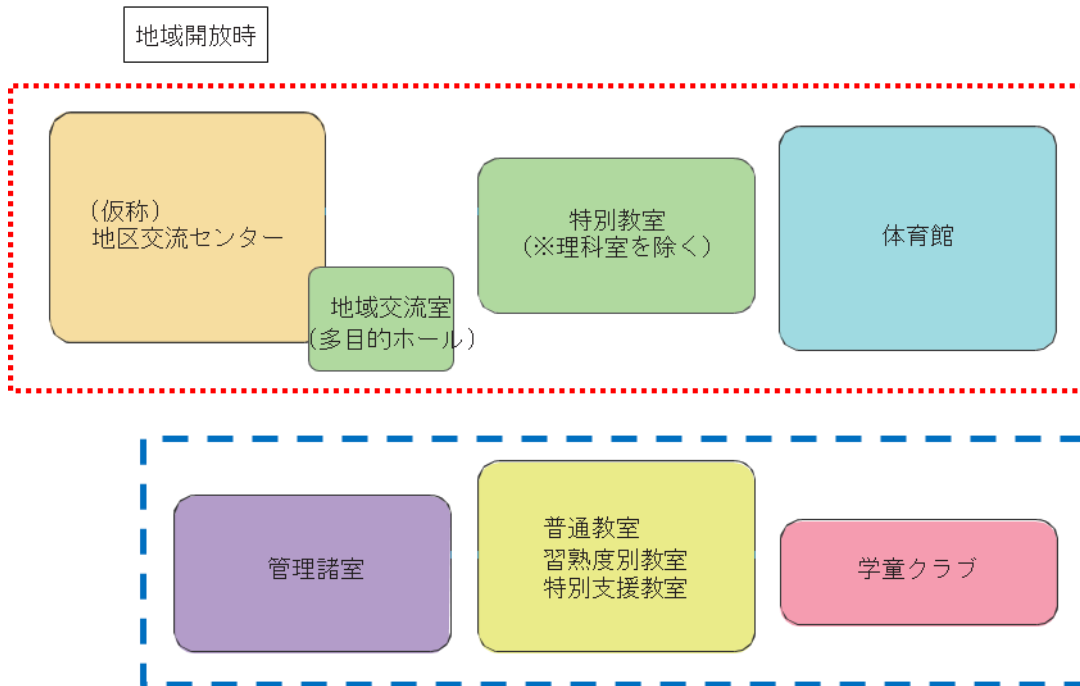 地域開放時
（仮称）
地区交流センター
地域交流室
（多目的ホール）
特別教室
（※理科室を除く）
体育館
管理諸室
普通教室
習熟度別教室
特別支援教室
学童クラブ